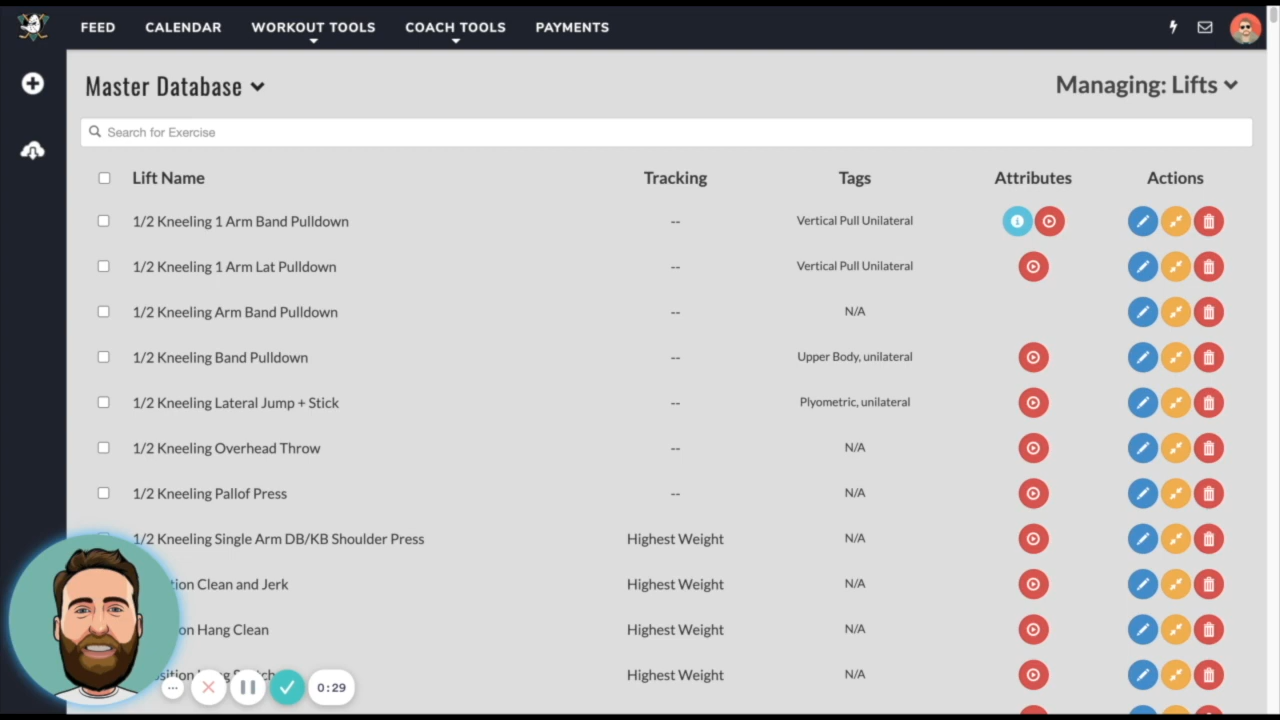 FEED CALENDAR WORKOUT TOOLS COACH TOOLS PAYMENTS
Master Database
Managing: Lifts
Search for Exercise
Lift Name Tracking Tags Attributes Actions
1/2 Kneeling 1 Arm Band Pulldown -- Vertical Pull Unilateral
1/2 Kneeling 1 Arm Lat Pulldown -- Vertical Pull Unilateral
1/2 Kneeling Arm Band Pulldown -- N/A
1/2 Kneeling Band Pulldown -- Upper Body, unilateral
1/2 Kneeling Lateral Jump + Stick -- Plyometric, unilateral
1/2 Kneeling Overhead Throw -- N/A
1/2 Kneeling Pallof Press -- N/A
1/2 Kneeling Single Arm DB/KB Shoulder Press Highest Weight N/A
Clean and Jerk Highest Weight N/A
Hang Clean Highest Weight N/A
Highest Weight N/A
0:29